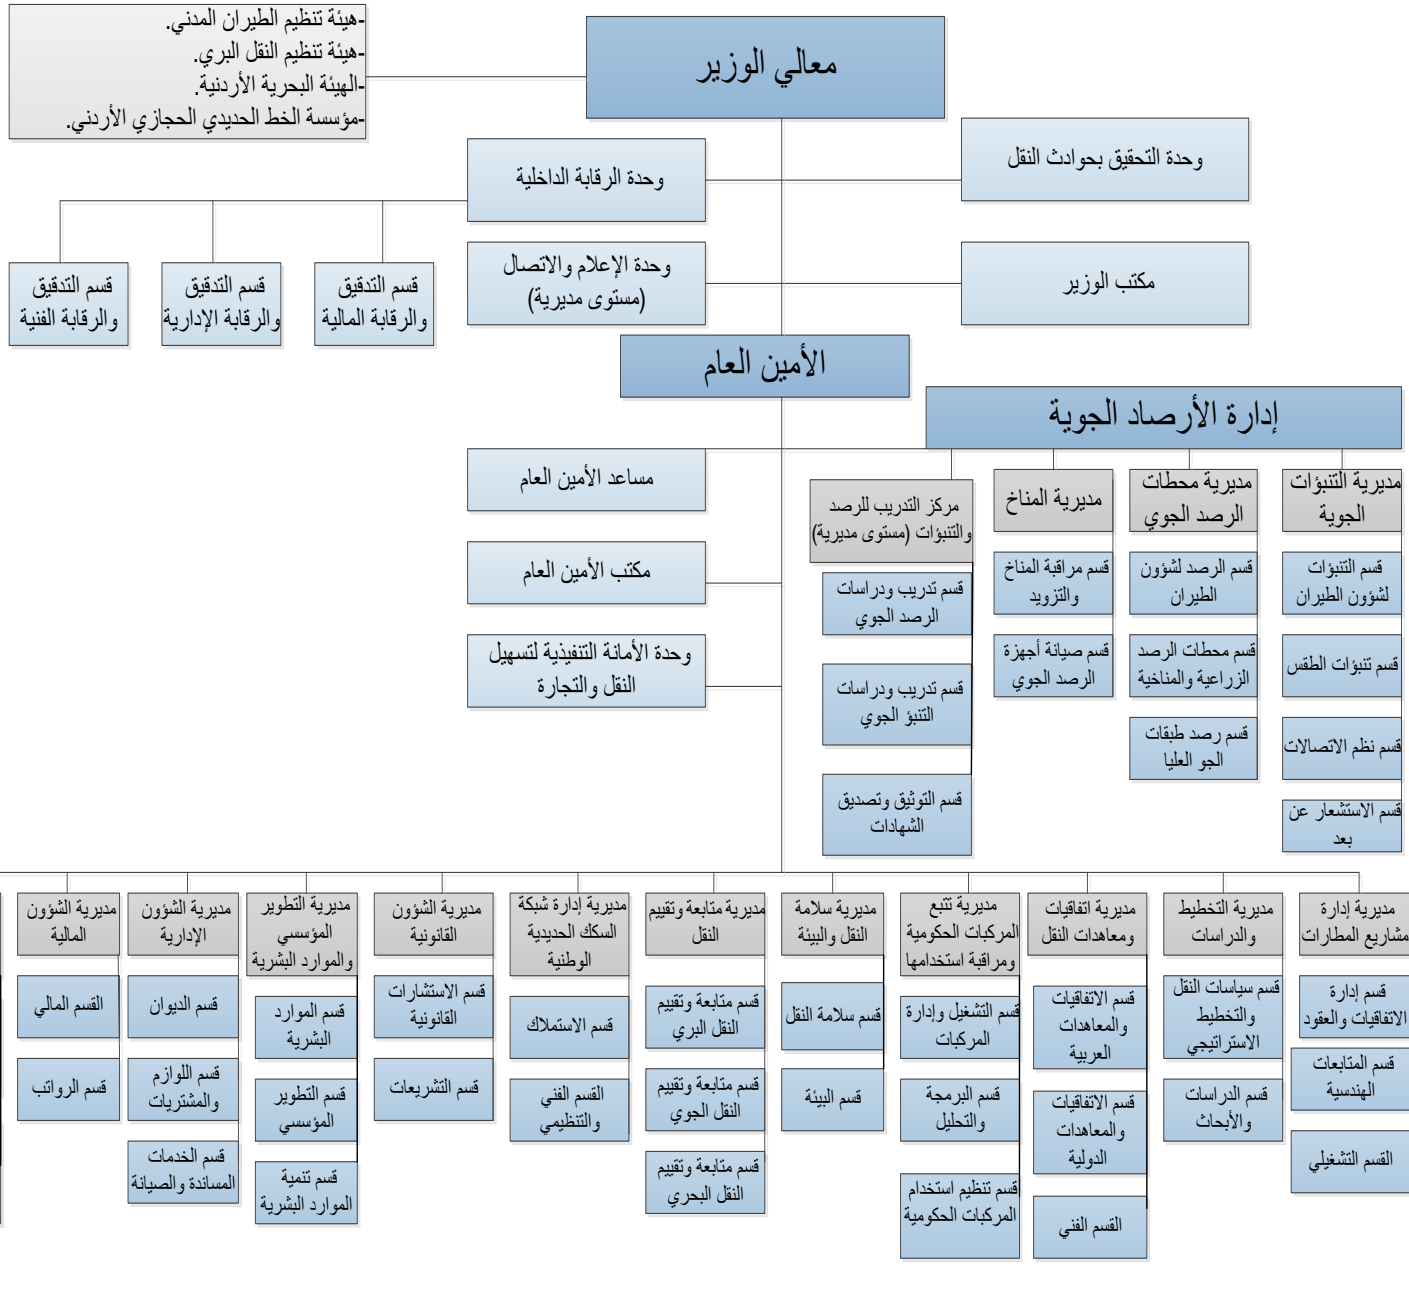 -هيئة تنظيم الطيران المدني.
-هيئة تنظيم النقل البري.
-الهيئة البحرية الأردنية.
-مؤسسة الخط الحديدي الحجازي الأردني.
معالي الوزير
وحدة التحقيق بحوادث النقل
وحدة الرقابة الداخلية
قسم التدقيق
والرقابة المالية
قسم التدقيق
والرقابة الإدارية
قسم التدقيق
والرقابة الفنية
مكتب الوزير
وحدة الإعلام والاتصال
(مستوى مديرية)
الأمين العام
إدارة الأرصاد الجوية
مساعد الأمين العام
مكتب الأمين العام
وحدة الأمانة التنفيذية لتسهيل
النقل والتجارة
مديرية التنبؤات
الجوية
قسم التنبؤات
لشؤون الطيران
قسم تنبؤات الطقس
قسم نظم الاتصالات
قسم الاستشعار عن
بعد
مديرية محطات
الرصد الجوي
قسم الرصد لشؤون
الطيران
قسم محطات الرصد
الزراعية والمناخية
قسم رصد طبقات
الجو العليا
مديرية المناخ
قسم مراقبة المناخ
والتزويد
قسم صيانة أجهزة
الرصد الجوي
مركز التدريب للرصد
والتنبؤات (مستوى مديرية)
قسم تدريب ودراسات
الرصد الجوي
قسم تدريب ودراسات
التنبؤ الجوي
قسم التوثيق وتصديق
الشهادات
مديرية إدارة
مشاريع المطارات
قسم إدارة
الاتفاقيات والعقود
قسم المتابعات
الهندسية
القسم التشغيلي
مديرية التخطيط
والدراسات
قسم سياسات النقل
والتخطيط
الاستراتيجي
قسم الدراسات
والأبحاث
مديرية اتفاقيات
ومعاهدات النقل
قسم الاتفاقيات
والمعاهدات
العربية
قسم الاتفاقيات
والمعاهدات
الدولية
القسم الفني
مديرية تتبع
المركبات الحكومية
ومراقبة استخدامها
قسم التشغيل وإدارة
المركبات
قسم البرمجة
والتحليل
قسم تنظيم استخدام
المركبات الحكومية
مديرية سلامة
النقل والبيئة
قسم سلامة النقل
قسم البيئة
مديرية متابعة وتقييم
النقل
قسم متابعة وتقييم
النقل البري
قسم متابعة وتقييم
النقل الجوي
قسم متابعة وتقييم
النقل البحري
مديرية إدارة شبكة
السكك الحديدية
الوطنية
قسم الاستملاك
القسم الفني
والتنظيمي
مديرية الشؤون
القانونية
قسم الاستشارات
القانونية
قسم التشريعات
مديرية التطوير
المؤسسي
والموارد البشرية
قسم الموارد
البشرية
قسم التطوير
المؤسسي
قسم تنمية
الموارد البشرية
مديرية الشؤون
الإدارية
قسم الديوان
قسم اللوازم
والمشتريات
قسم الخدمات
المساندة والصيانة
مديرية الشؤون
المالية
القسم المالي
قسم الرواتب